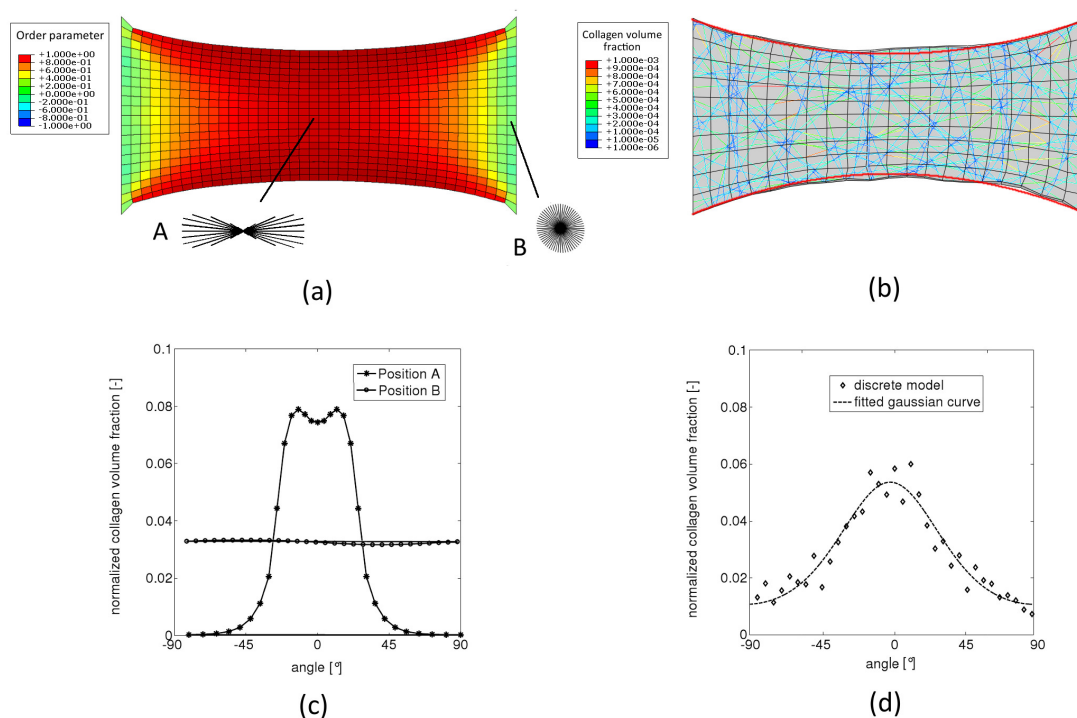 Order parameter
+1.000e+00
+8.000e-01
+6.000e-01
+4.000e-01
+2.000e-01
+0.000e+00
-2.000e-01
-6.000e-01
-8.000e-01
-1.000e+00
A
B
(a)
Collagen volume
fraction
+1.000e-03
+9.000e-04
+8.000e-04
+7.000e-04
+6.000e-04
+5.000e-04
+4.000e-04
+3.000e-04
+2.000e-04
+1.000e-04
+1.000e-05
+1.000e-06
(b)
normalized collagen volume fraction [-]
0.1
0.08
0.06
0.04
0.02
0
-90
-45
0
45
90
angle [º]
Position A
Position B
(c)
normalized collagen volume fraction [-]
0.1
0.08
0.06
0.04
0.02
0
-90
-45
0
45
90
angle [º]
discrete model
fitted gaussian curve
(d)